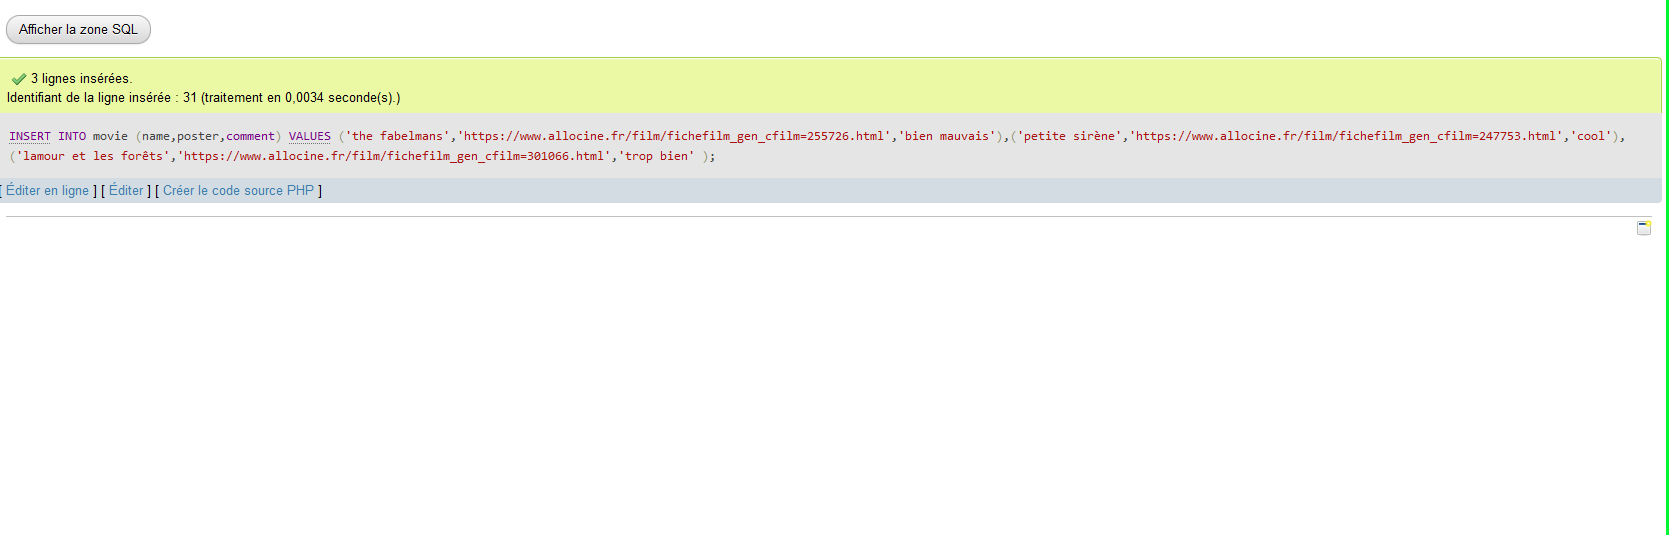 Afficher la zone SQL
3 lignes insérées.
Identifiant de la ligne insérée : 31 (traitement en 0,0034 seconde(s).)
INSERT INTO movie (name,poster,comment) VALUES ('the fabelmans','https://www.allocine.fr/film/fichefilm_gen_cfilm=255726.html','bien mauvais'),('petite sirène','https://www.allocine.fr/film/fichefilm_gen_cfilm=247753.html','cool'),
('lamour et les forêts','https://www.allocine.fr/film/fichefilm_gen_cfilm=301066.html','trop bien' );
[ Éditer en ligne ] [ Éditer ] [ Créer le code source PHP ]